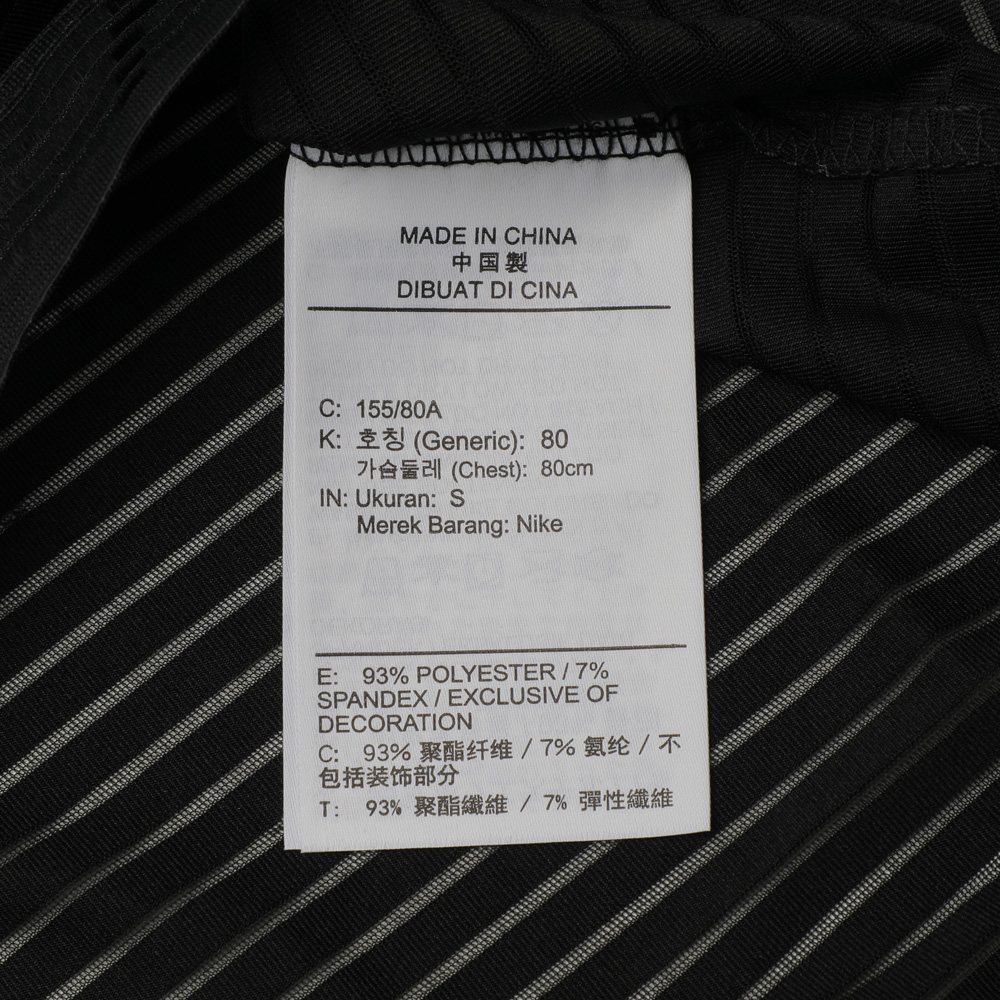 MADE IN CHINA
中国製
DIBUAT DI CINA
C: 155/80A
K: 호칭 (Generic): 80
가슴둘레 (Chest): 80cm
IN: Ukuran: S
Merek Barang: Nike
E: 93% POLYESTER / 7%
SPANDEX / EXCLUSIVE OF
DECORATION
C: 93% 聚酯纤维 / 7% 氨纶 / 不
包括装饰部分
T: 93% 聚酯纖維 / 7% 彈性纖維